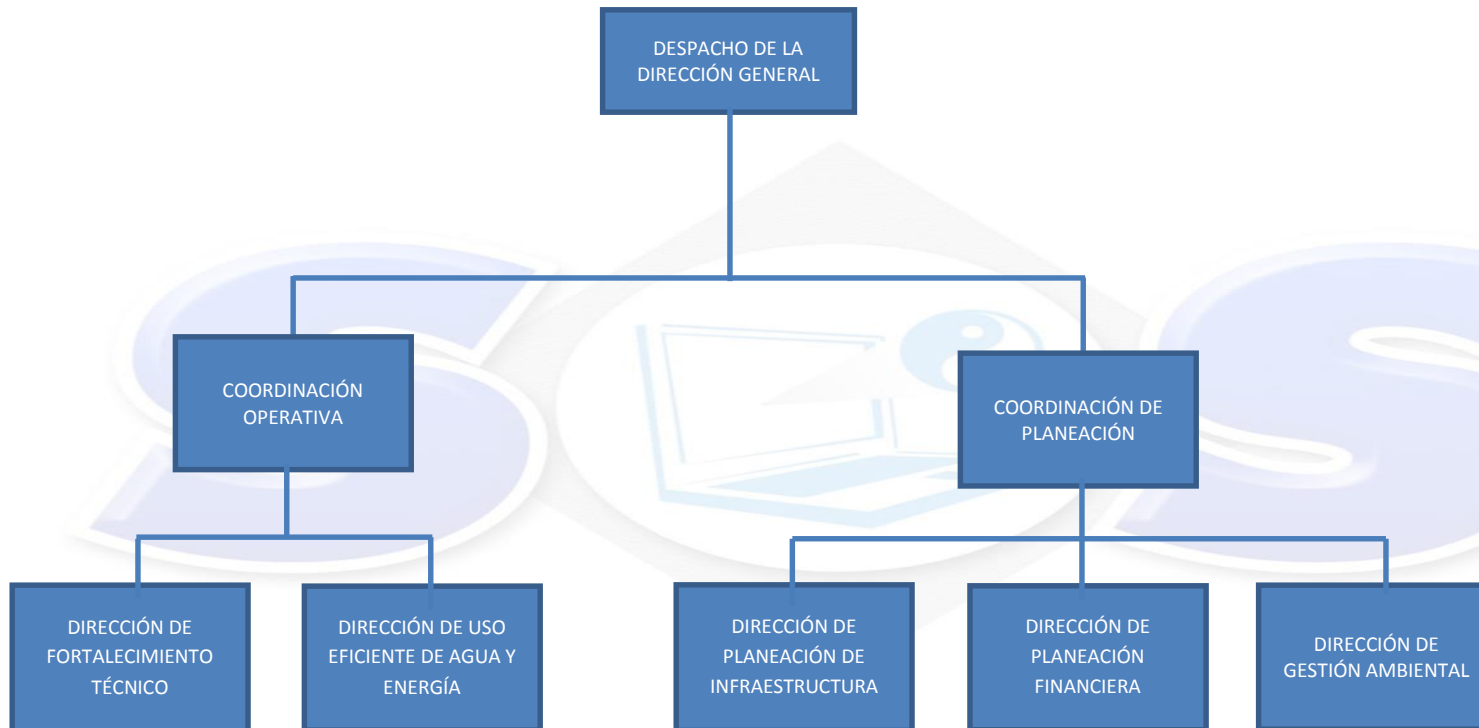 DESPACHO DE LA
DIRECCIÓN GENERAL
COORDINACIÓN
OPERATIVA
COORDINACIÓN DE
PLANEACIÓN
DIRECCIÓN DE
FORTALECIMIENTO
TÉCNICO
DIRECCIÓN DE USO
EFICIENTE DE AGUA Y
ENERGÍA
DIRECCIÓN DE
PLANEACIÓN DE
INFRAESTRUCTURA
DIRECCIÓN DE
PLANEACIÓN
FINANCIERA
DIRECCIÓN DE
GESTIÓN AMBIENTAL
S S